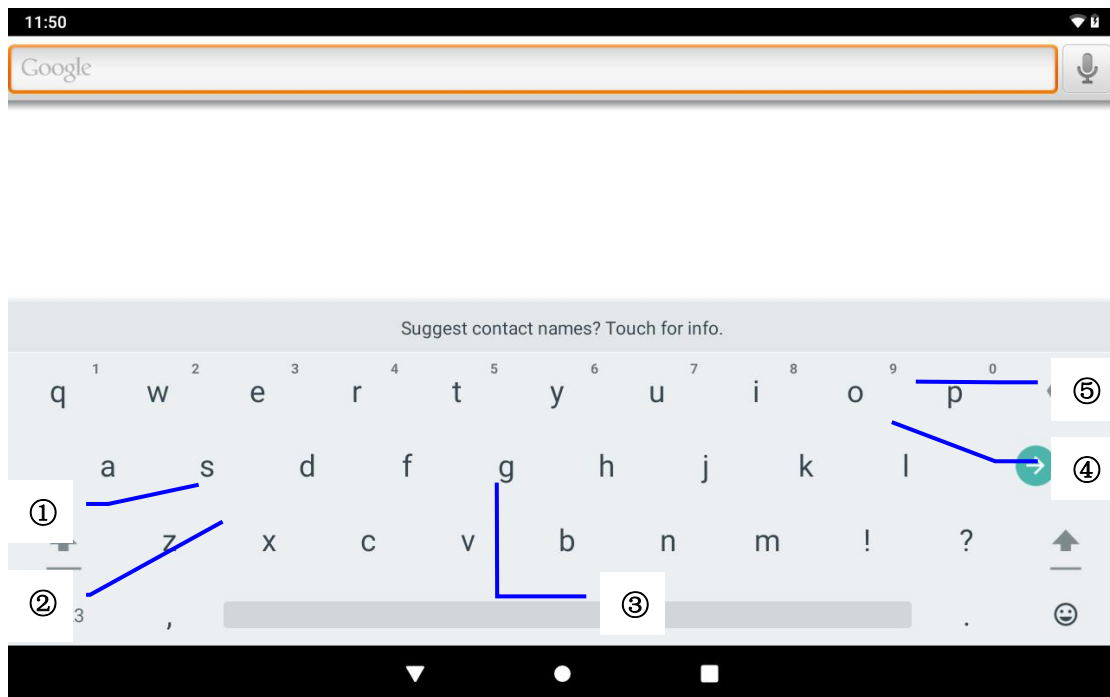 11:50
Google
Suggest contact names? Touch for info.
1 2 3 4 5 6 7 8 9 0
q w e r t y u i o p ⑤
a s d f g h j k l ④
①
z x c v b n m ! ?
② 3 , ③ .